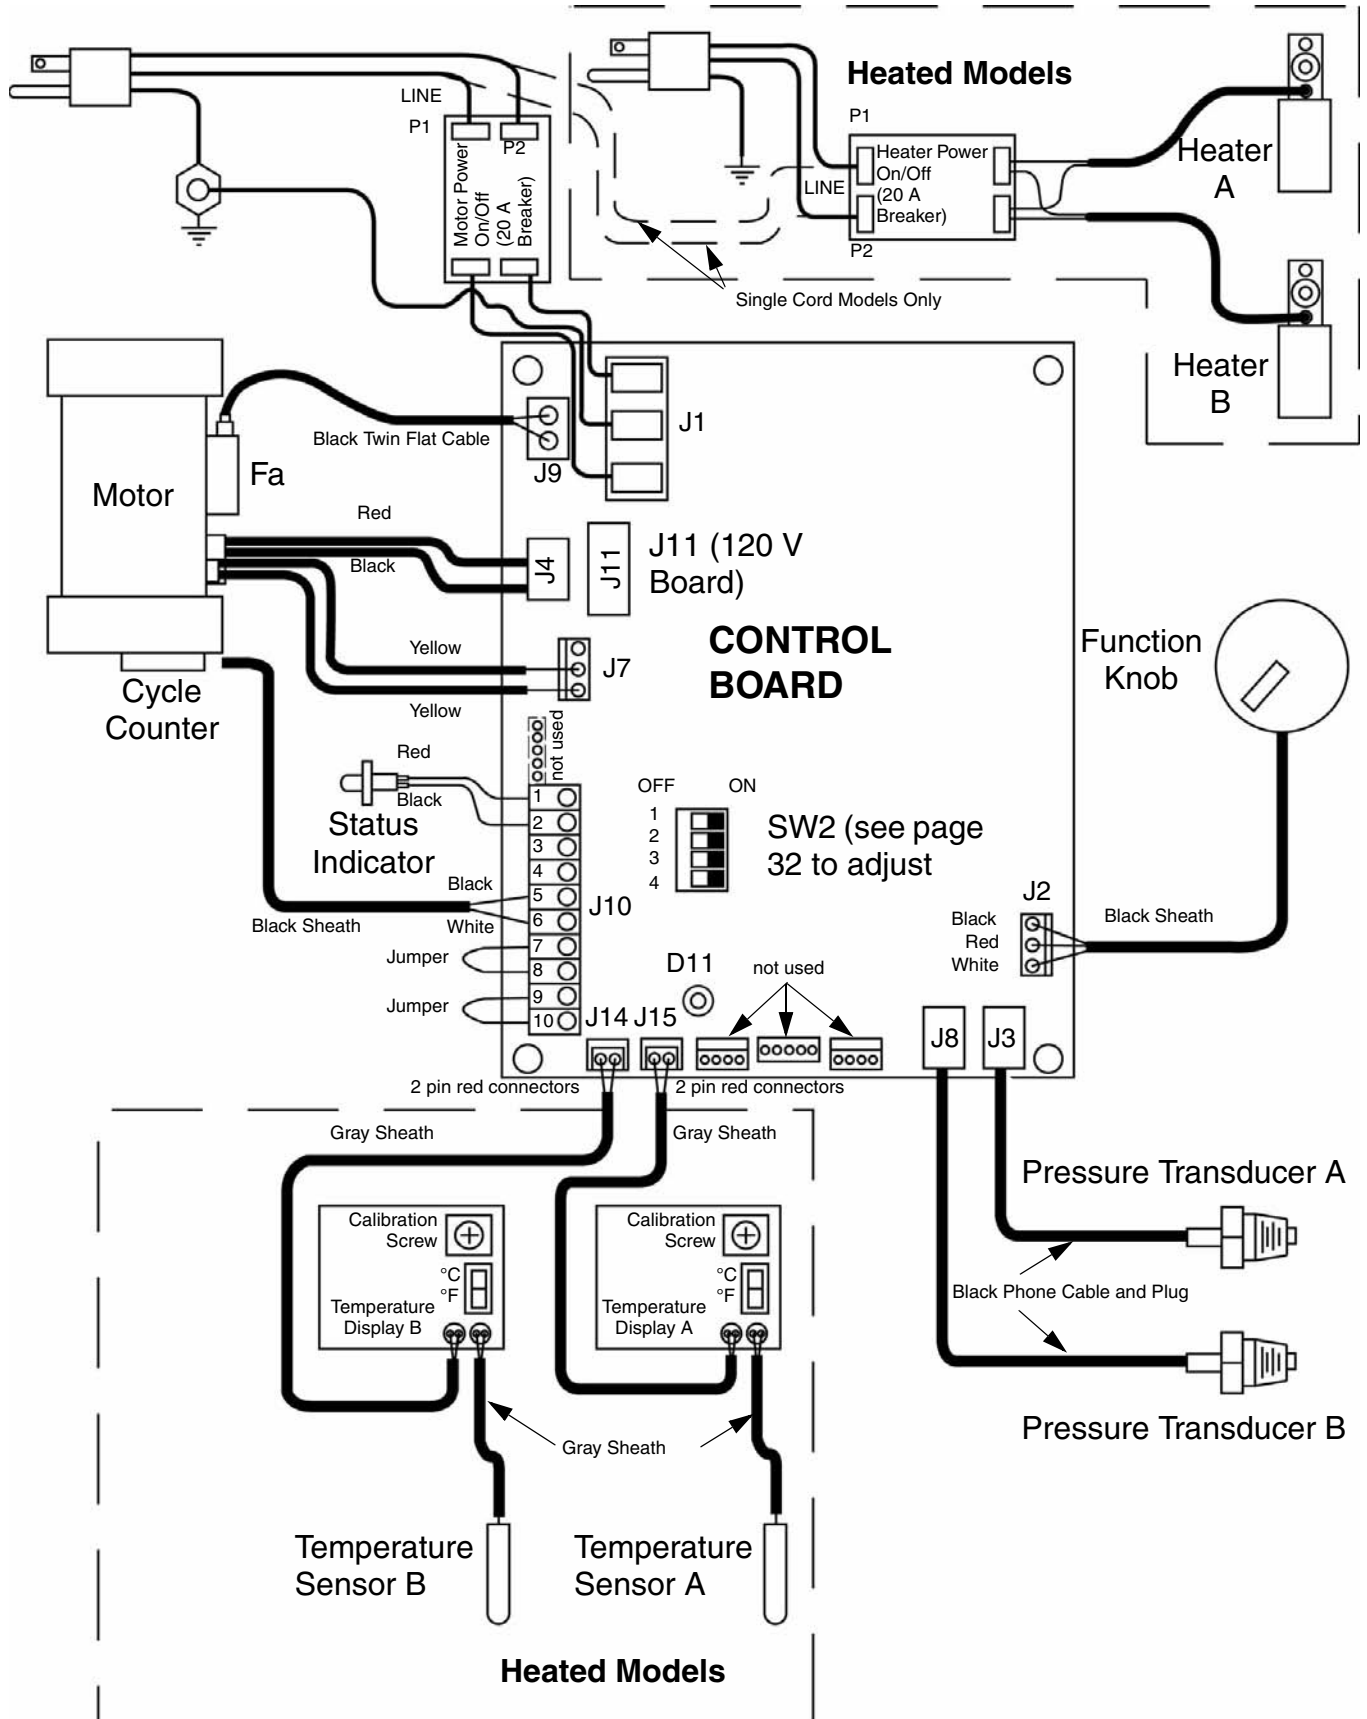 Heated Models
LINE
P1
P2
Motor Power
On/Off
(20 A
Breaker)
P1
Heater Power
On/Off
(20 A
Breaker)
LINE
P2
Heater
A
Single Cord Models Only
Heater
B
Motor
Fa
Black Twin Flat Cable
J9
J1
Red
Black
J4
J11
J11 (120 V
Board)
CONTROL
BOARD
Function
Knob
Yellow
Yellow
J7
Cycle
Counter
not used
Red
Black
Status
Indicator
1
2
3
4
5
6
7
8
9
10
J10
OFF
ON
1
2
3
4
SW2 (see page
32 to adjust
Black
White
Black Sheath
Jumper
Jumper
J2
Black
Red
White
Black Sheath
D11
not used
J14
J15
J8
J3
2 pin red connectors
2 pin red connectors
Gray Sheath
Gray Sheath
Pressure Transducer A
Calibration
Screw
°C
°F
Temperature
Display B
Calibration
Screw
°C
°F
Temperature
Display A
Black Phone Cable and Plug
Pressure Transducer B
Gray Sheath
Temperature
Sensor B
Temperature
Sensor A
Heated Models